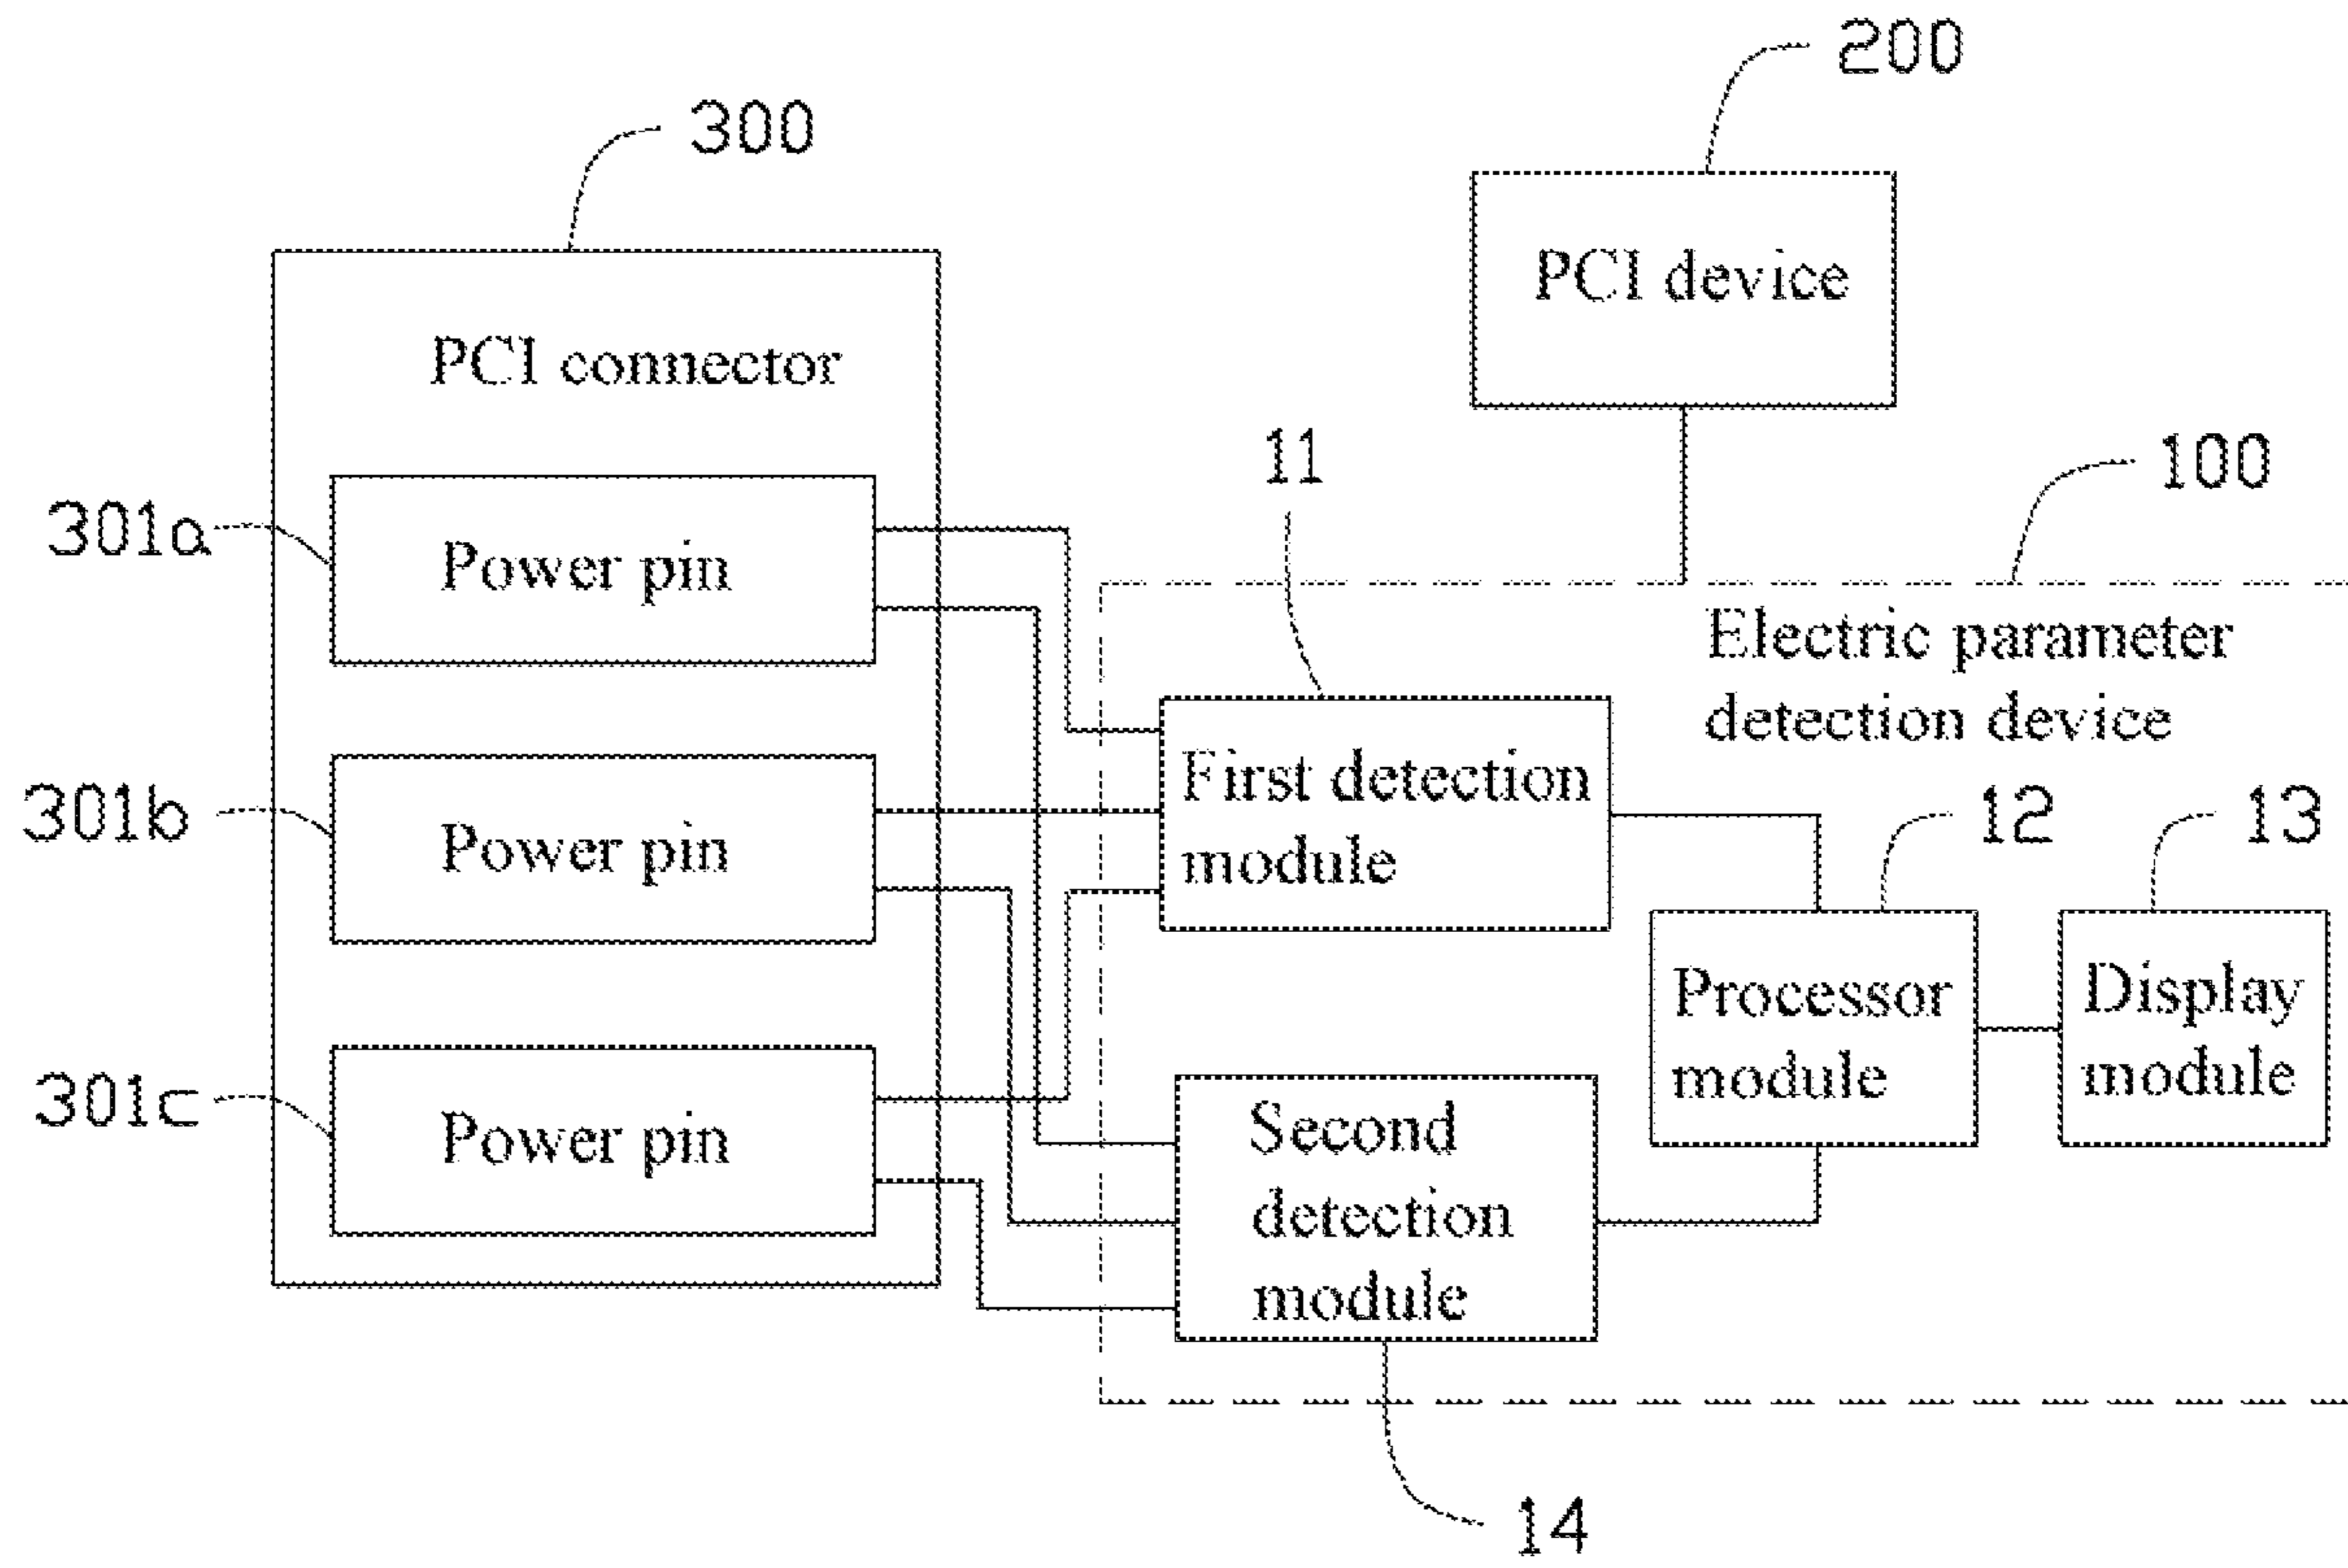 200
300
PCI device
PCI connector
11
100
301a
Power pin
Electric parameter
detection device
First detection
module
301b
Power pin
12
13
Processor
module
Display
module
301c
Power pin
Second
detection
module
14